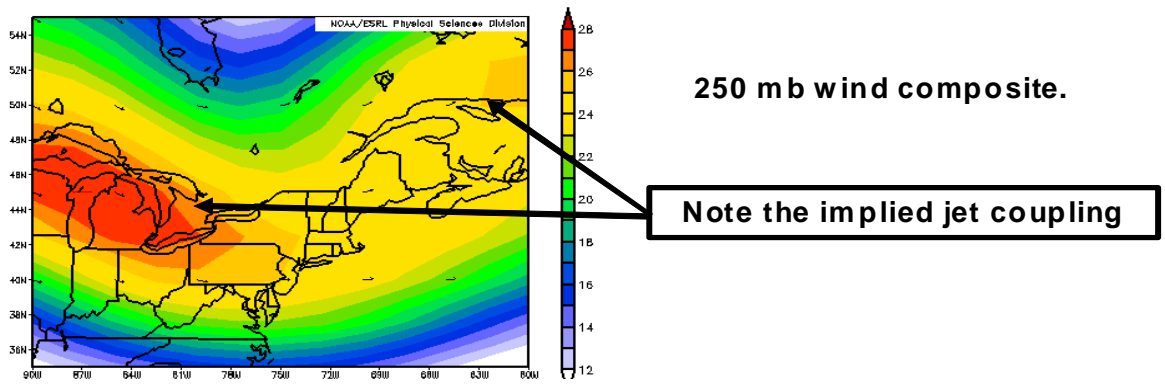 NOAA/ESRL Physical Sciences Division
54N
52N
50N
48N
46N
44N
42N
40N
38N
36N
90W 87W 84W 81W 78W 75W 72W 69W 66W 63W 60W
28
26
24
22
20
18
16
14
12
250 mb wind composite.
Note the implied jet coupling